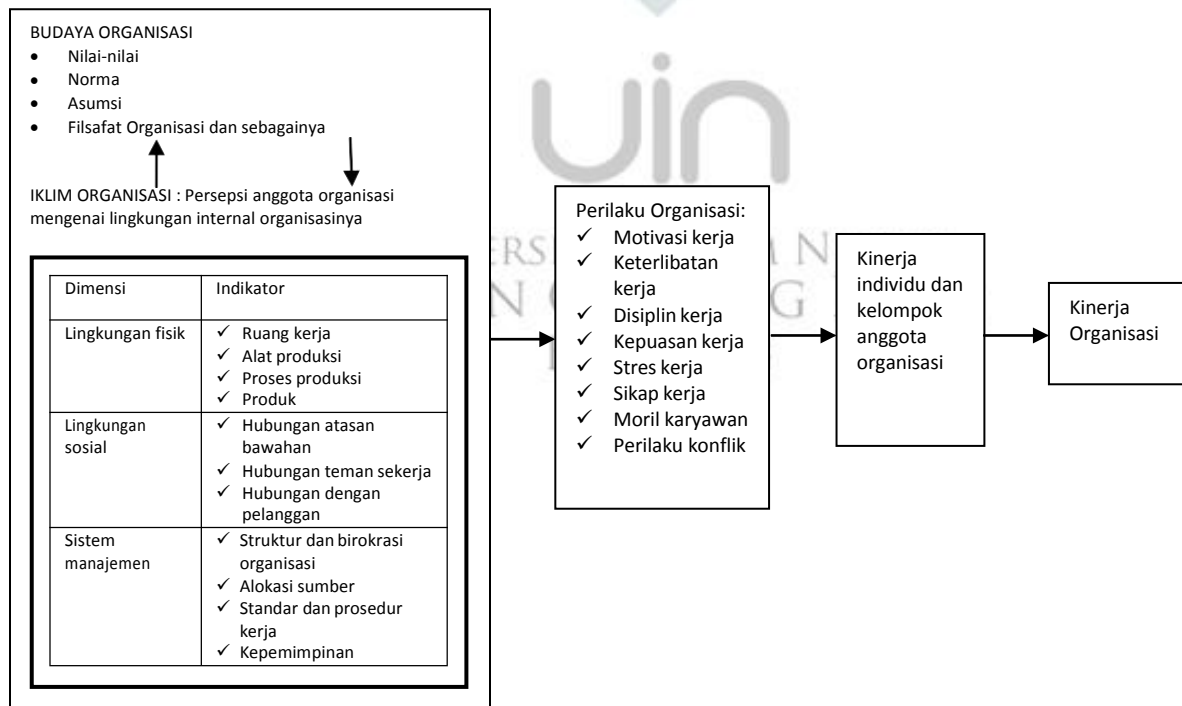 BUDAYA ORGANISASI
• Nilai-nilai
• Norma
• Asumsi
• Filsafat Organisasi dan sebagainya
IKLIM ORGANISASI : Persepsi anggota organisasi
mengenai lingkungan internal organisasinya
Dimensi Indikator
Lingkungan fisik
✓ Ruang kerja
✓ Alat produksi
✓ Proses produksi
✓ Produk
Lingkungan
sosial
✓ Hubungan atasan
bawahan
✓ Hubungan teman sekerja
✓ Hubungan dengan
pelanggan
Sistem
manajemen
✓ Struktur dan birokrasi
organisasi
✓ Alokasi sumber
✓ Standar dan prosedur
kerja
✓ Kepemimpinan
uin
Perilaku Organisasi:
✓ Motivasi kerja
✓ Keterlibatan
kerja
✓ Disiplin kerja
✓ Kepuasan kerja
✓ Stres kerja
✓ Sikap kerja
✓ Moril karyawan
✓ Perilaku konflik
Kinerja
individu dan
kelompok
anggota
organisasi
Kinerja
Organisasi